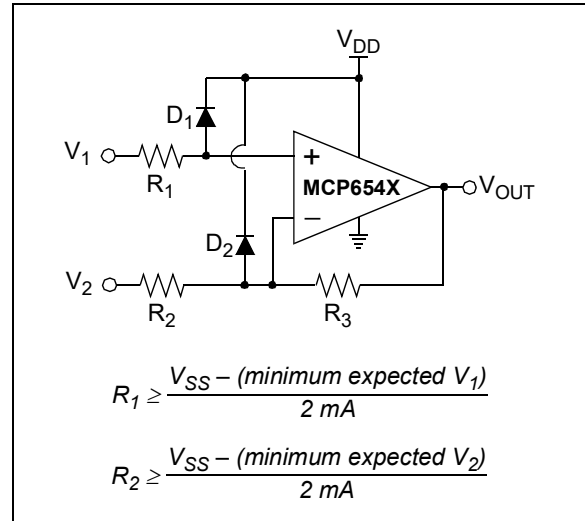 V_DD
D_1
V_1
R_1
+
MCP654X
V_OUT
–
D_2
V_2
R_2
R_3
R_1 ≥ V_SS – (minimum expected V_1) / 2 mA
R_2 ≥ V_SS – (minimum expected V_2) / 2 mA